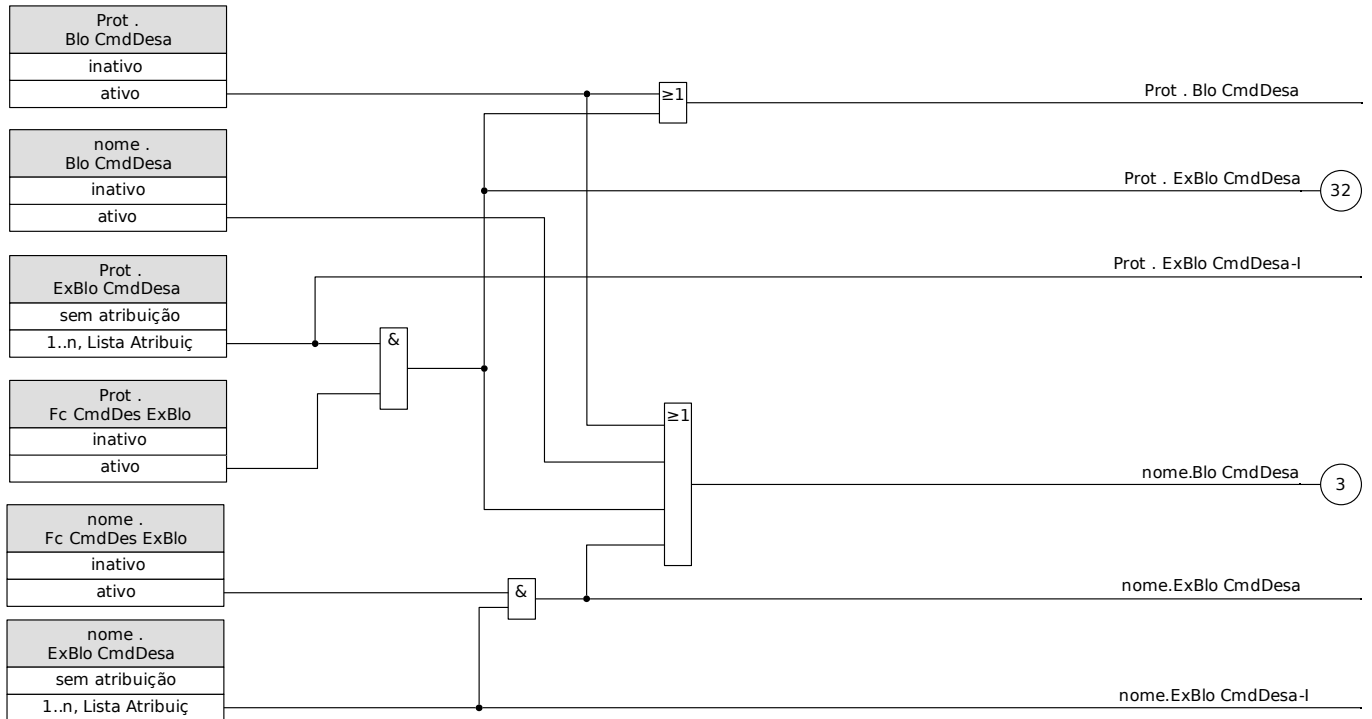 Prot .
Blo CmdDesa
inativo
ativo
≥1
Prot . Blo CmdDesa
nome .
Blo CmdDesa
inativo
ativo
Prot . ExBlo CmdDesa
32
Prot .
ExBlo CmdDesa
sem atribuição
1..n, Lista Atribuiç
Prot . ExBlo CmdDesa-I
&
Prot .
Fc CmdDes ExBlo
inativo
ativo
≥1
nome.Blo CmdDesa
3
nome .
Fc CmdDes ExBlo
inativo
ativo
&
nome.ExBlo CmdDesa
nome .
ExBlo CmdDesa
sem atribuição
1..n, Lista Atribuiç
nome.ExBlo CmdDesa-I